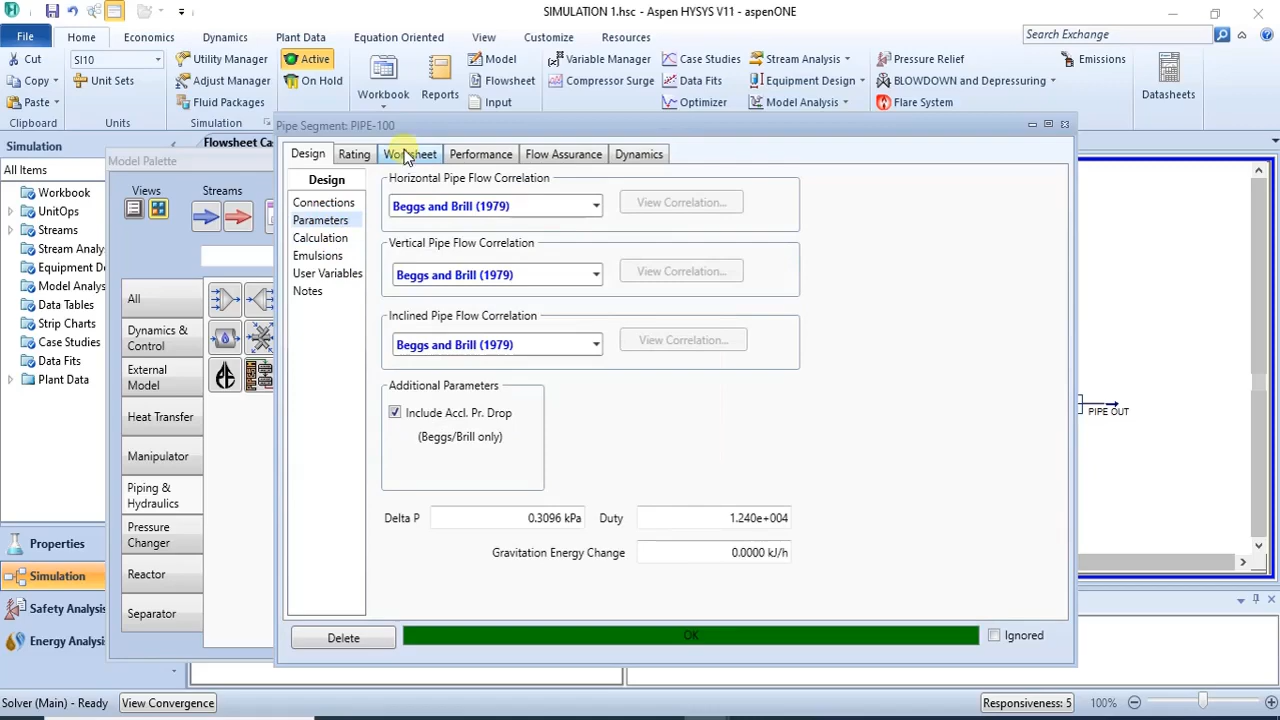 SIMULATION 1.hsc - Aspen HYSYS V11 - aspenONE
File Home Economics Dynamics Plant Data Equation Oriented View Customize Resources Search Exchange
Cut
Copy
Paste
Clipboard
SI10
Unit Sets
Units
Utility Manager
Adjust Manager
Fluid Packages
Simulation
Active
On Hold
Workbook
Reports
Model
Flowsheet
Input
Variable Manager
Compressor Surge
Case Studies
Data Fits
Optimizer
Stream Analysis
Equipment Design
Model Analysis
Pressure Relief
BLOWDOWN and Depressuring
Flare System
Emissions
Datasheets
Simulation
All Items
Workbook
UnitOps
Streams
Stream Analy
Equipment D
Model Analys
Data Tables
Strip Charts
Case Studies
Data Fits
Plant Data
Properties
Simulation
Safety Analysis
Energy Analysis
Flowsheet Ca
Model Palette
Views Streams
All
Dynamics &
Control
External
Model
Heat Transfer
Manipulator
Piping &
Hydraulics
Pressure
Changer
Reactor
Separator
Pipe Segment: PIPE-100
Design Rating Worksheet Performance Flow Assurance Dynamics
Design
Connections
Parameters
Calculation
Emulsions
User Variables
Notes
Horizontal Pipe Flow Correlation
Beggs and Brill (1979) View Correlation...
Vertical Pipe Flow Correlation
Beggs and Brill (1979) View Correlation...
Inclined Pipe Flow Correlation
Beggs and Brill (1979) View Correlation...
Additional Parameters
Include Accl. Pr. Drop
(Beggs/Brill only)
Delta P 0.3096 kPa Duty 1.240e+004
Gravitation Energy Change 0.0000 kJ/h
Delete OK Ignored
PIPE OUT
Solver (Main) - Ready View Convergence Responsiveness: 5 100%